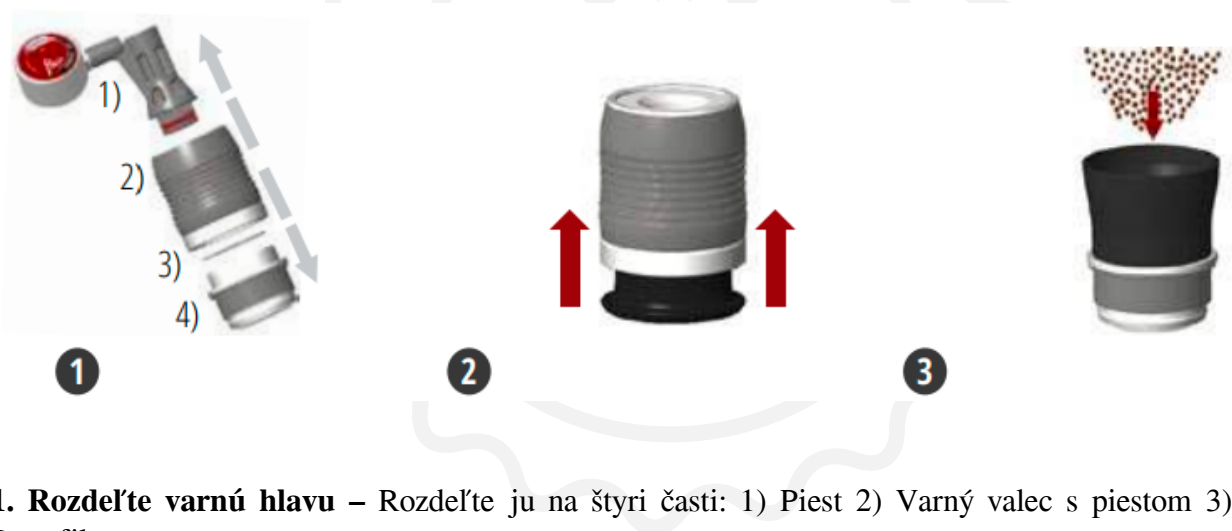 1)
2)
3)
4)
1 2 3
1. Rozdeľte varnú hlavu – Rozdeľte ju na štyri časti: 1) Piest 2) Varný valec s piestom 3)